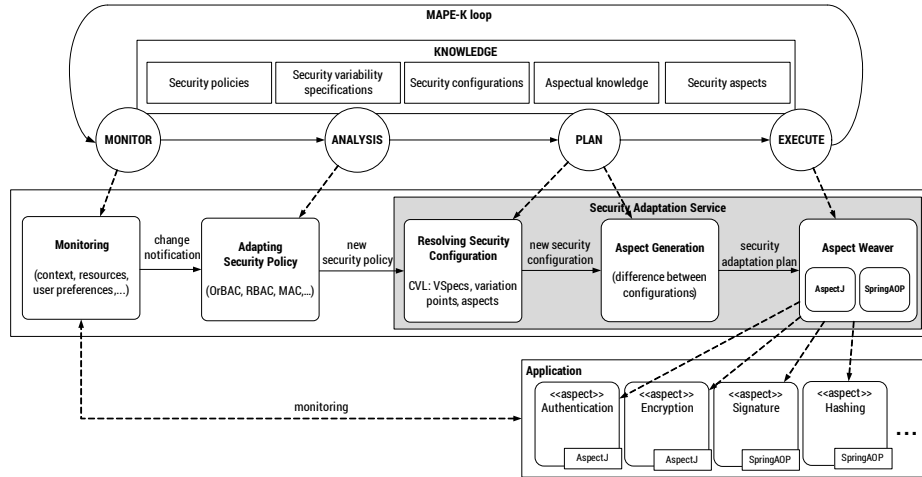 MAPE-K loop
KNOWLEDGE
Security policies
Security variability
specifications
Security configurations
Aspectual knowledge
Security aspects
MONITOR
ANALYSIS
PLAN
EXECUTE
Security Adaptation Service
Monitoring
(context, resources,
user preferences,...)
change
notification
Adapting
Security Policy
(OrBAC, RBAC, MAC,...)
new
security policy
Resolving Security
Configuration
CVL: VSpecs, variation
points, aspects
new security
configuration
Aspect Generation
(difference between
configurations)
security
adaptation plan
Aspect Weaver
AspectJ
SpringAOP
monitoring
Application
<<aspect>>
Authentication
AspectJ
<<aspect>>
Encryption
AspectJ
<<aspect>>
Signature
SpringAOP
<<aspect>>
Hashing
SpringAOP
...